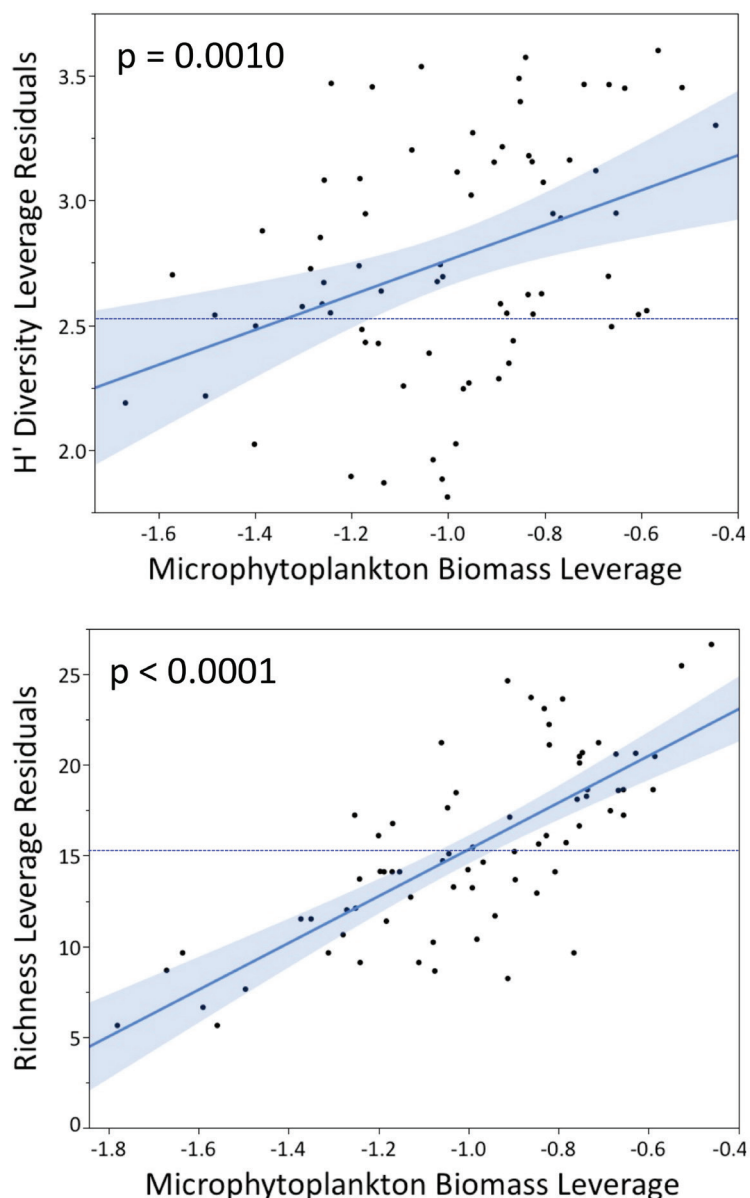 p = 0.0010
H' Diversity Leverage Residuals
3.5
3.0
2.5
2.0
-1.6 -1.4 -1.2 -1.0 -0.8 -0.6 -0.4
Microphytoplankton Biomass Leverage
p < 0.0001
Richness Leverage Residuals
25
20
15
10
5
0
-1.8 -1.6 -1.4 -1.2 -1.0 -0.8 -0.6 -0.4
Microphytoplankton Biomass Leverage